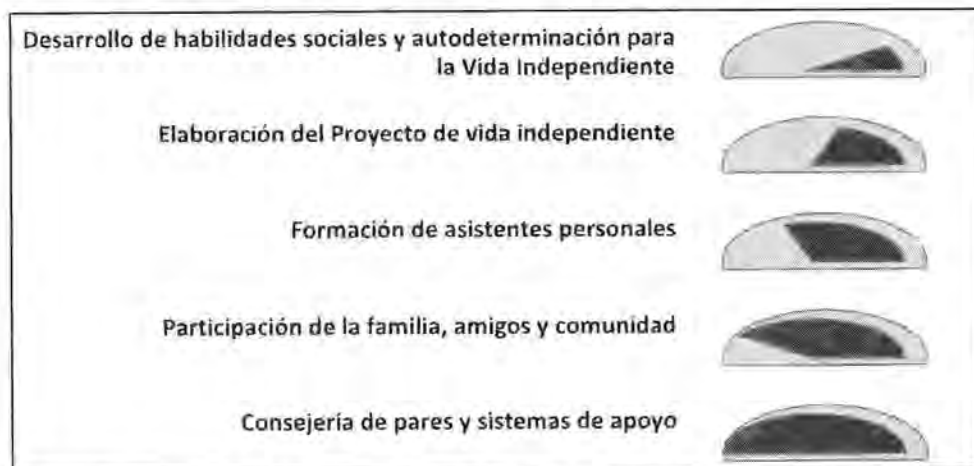 Desarrollo de habilidades sociales y autodeterminación para
la Vida Independiente
Elaboración del Proyecto de vida independiente
Formación de asistentes personales
Participación de la familia, amigos y comunidad
Consejería de pares y sistemas de apoyo